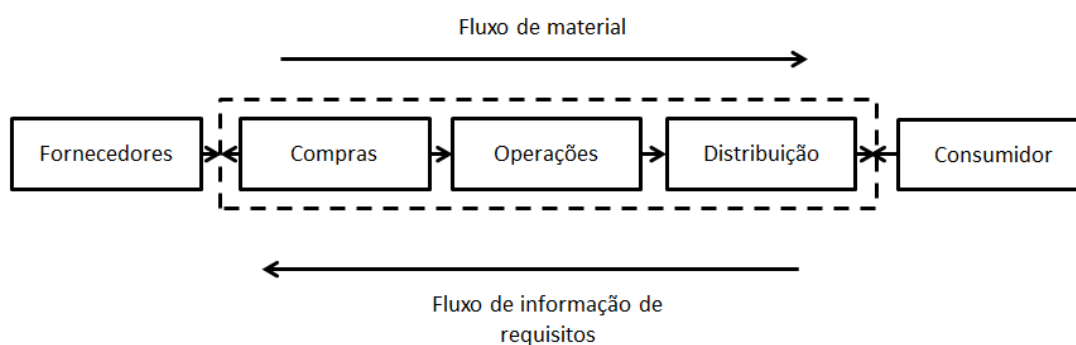 Fluxo de material
Fornecedores
Compras
Operações
Distribuição
Consumidor
Fluxo de informação de
requisitos